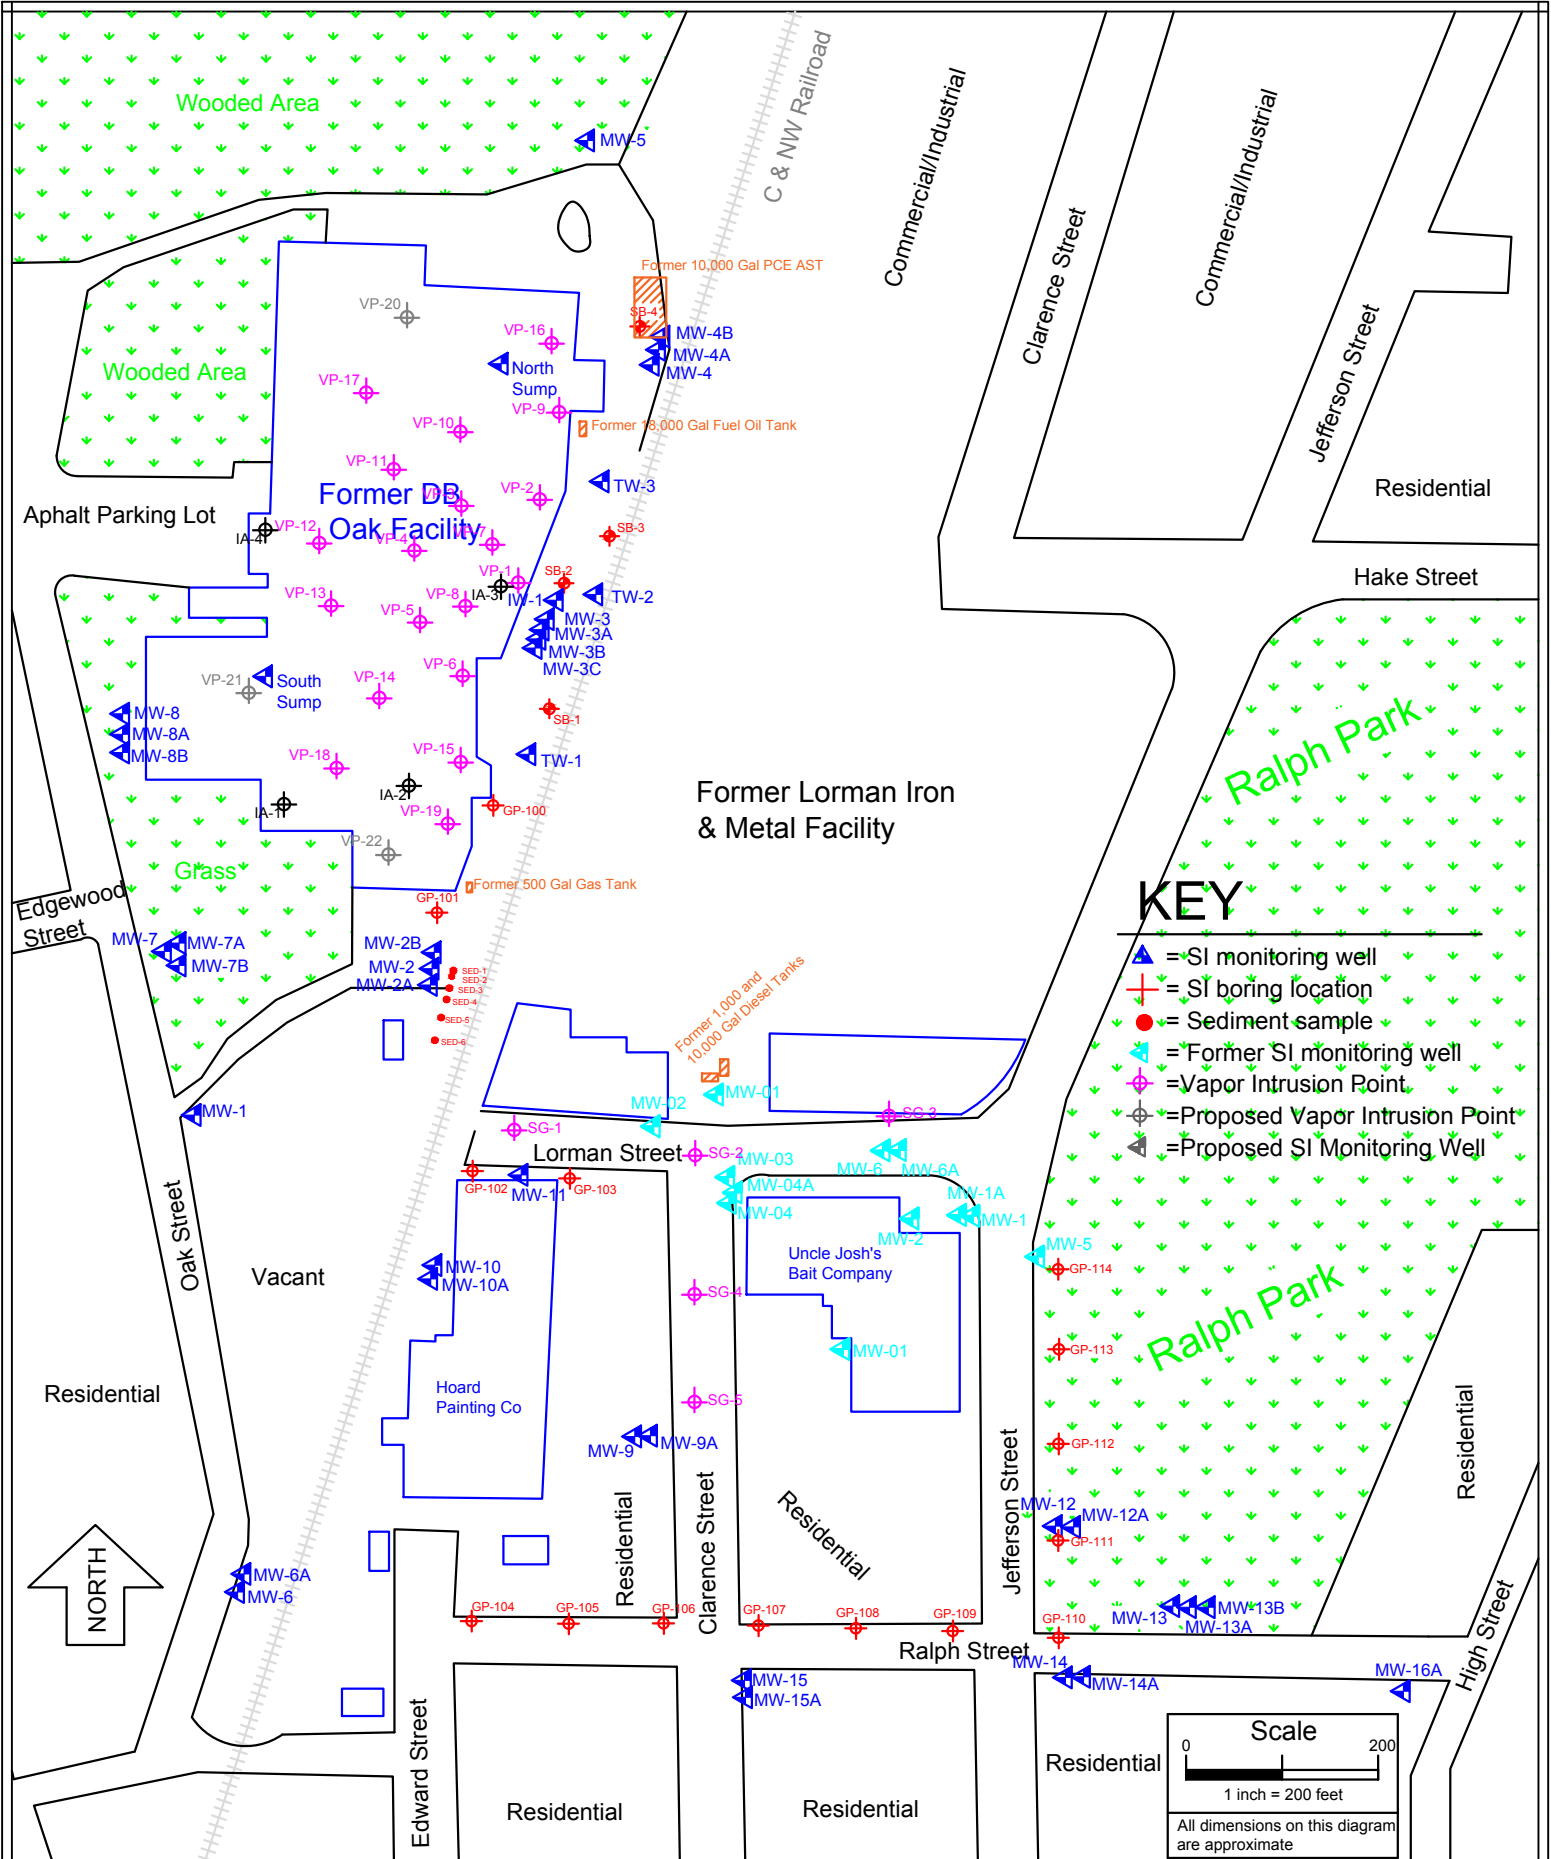 Wooded Area
MW-5
C & NW Railroad
Commercial/Industrial
Commercial/Industrial
Clarence Street
Jefferson Street
Former 10,000 Gal PCE AST
SB-4
MW-4B
MW-4A
MW-4
VP-20
VP-16
North
Sump
Wooded Area
VP-17
VP-9
VP-10
Former 18,000 Gal Fuel Oil Tank
VP-11
Former DB
Oak Facility
VP-3
VP-2
TW-3
Residential
Aphalt Parking Lot
IA-4
VP-12
VP-4
VP-7
SB-3
Hake Street
VP-1
SB-2
IA-3
IW-1
TW-2
VP-13
VP-8
VP-5
MW-3
MW-3A
MW-3B
MW-3C
VP-6
VP-21
South
Sump
VP-14
MW-8
MW-8A
MW-8B
SB-1
TW-1
Ralph Park
VP-18
VP-15
IA-2
IA-1
VP-19
GP-100
Former Lorman Iron
& Metal Facility
VP-22
Grass
Former 500 Gal Gas Tank
Edgewood
Street
GP-101
MW-7
MW-7A
MW-7B
MW-2B
MW-2
MW-2A
SED-1
SED-2
SED-3
SED-4
SED-5
SED-6
Former 1,000 and
10,000 Gal Diesel Tanks
KEY
= SI monitoring well
= SI boring location
= Sediment sample
= Former SI monitoring well
=Vapor Intrusion Point
=Proposed Vapor Intrusion Point
=Proposed SI Monitoring Well
MW-1
MW-01
MW-02
SG-1
SG-3
Lorman Street
SG-2
MW-03
MW-04A
MW-04
MW-6
MW-6A
MW-1A
MW-1
MW-2
GP-102
MW-11
GP-103
Oak Street
Vacant
MW-10
MW-10A
Uncle Josh's
Bait Company
MW-5
GP-114
SG-4
Ralph Park
GP-113
MW-01
Residential
Hoard
Painting Co
SG-5
MW-9
MW-9A
GP-112
Residential
Residential
Clarence Street
Residential
Jefferson Street
MW-12
MW-12A
GP-111
NORTH
MW-6A
MW-6
GP-104
GP-105
GP-106
GP-107
GP-108
GP-109
GP-110
MW-13
MW-13B
MW-13A
Ralph Street
High Street
MW-14
MW-14A
MW-16A
MW-15
MW-15A
Edward Street
Residential
Residential
Residential
Scale
0
200
1 inch = 200 feet
All dimensions on this diagram
are approximate